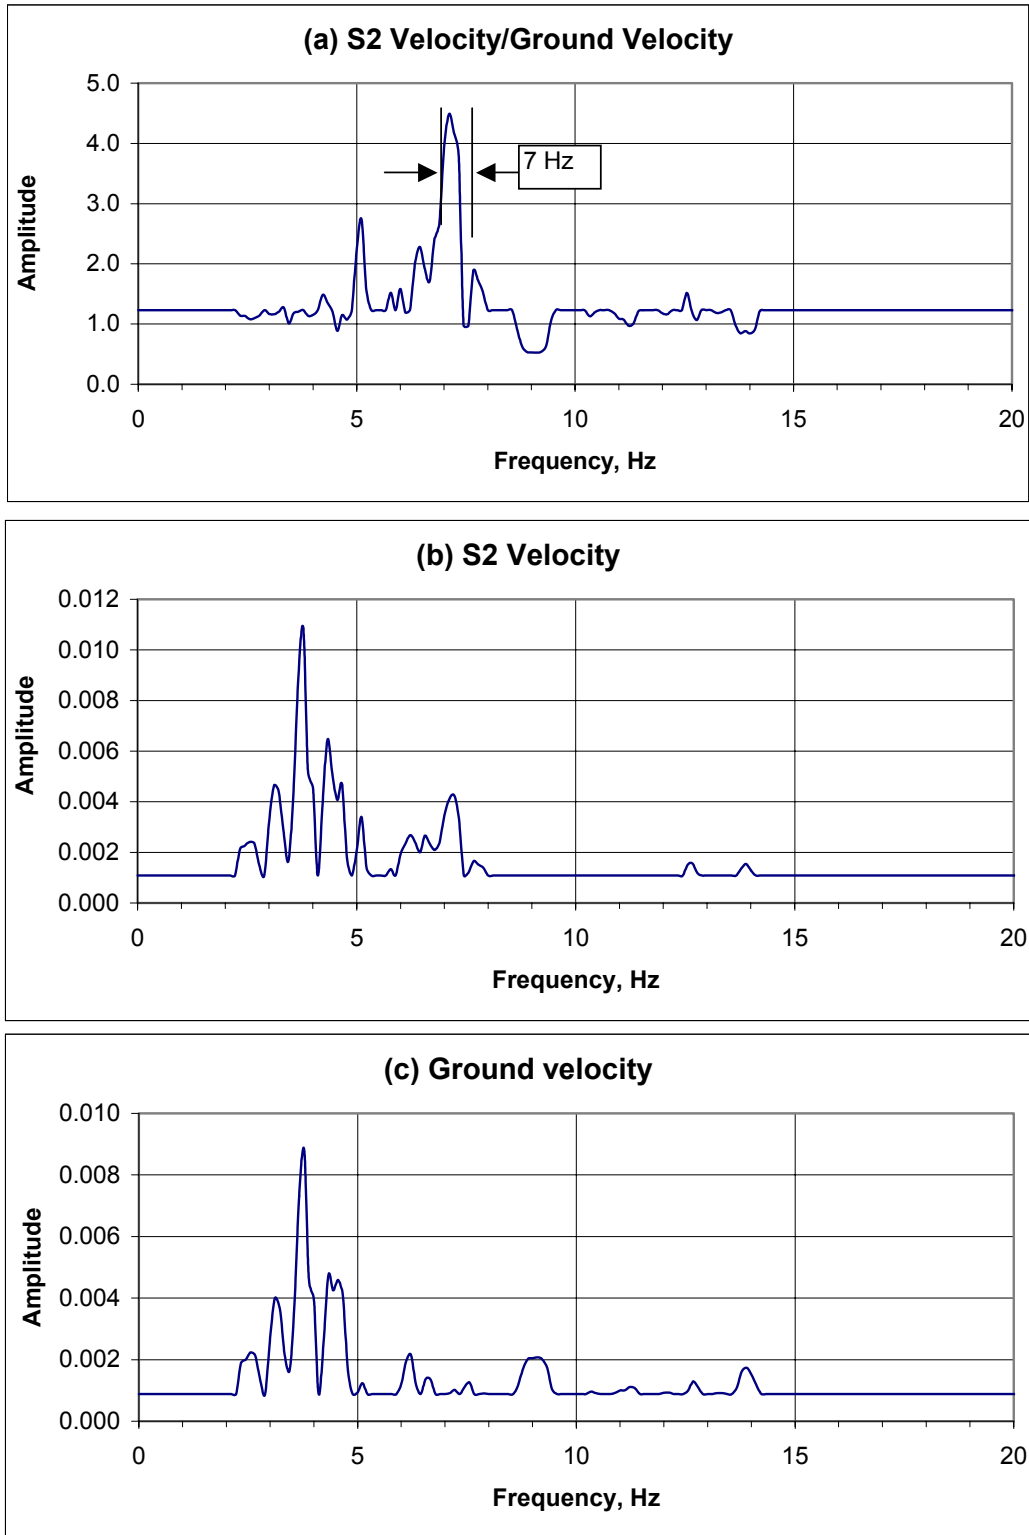 (a) S2 Velocity/Ground Velocity
5.0
4.0
3.0
2.0
1.0
0.0
Amplitude
7 Hz
0 5 10 15 20
Frequency, Hz
(b) S2 Velocity
0.012
0.010
0.008
0.006
0.004
0.002
0.000
Amplitude
0 5 10 15 20
Frequency, Hz
(c) Ground velocity
0.010
0.008
0.006
0.004
0.002
0.000
Amplitude
0 5 10 15 20
Frequency, Hz